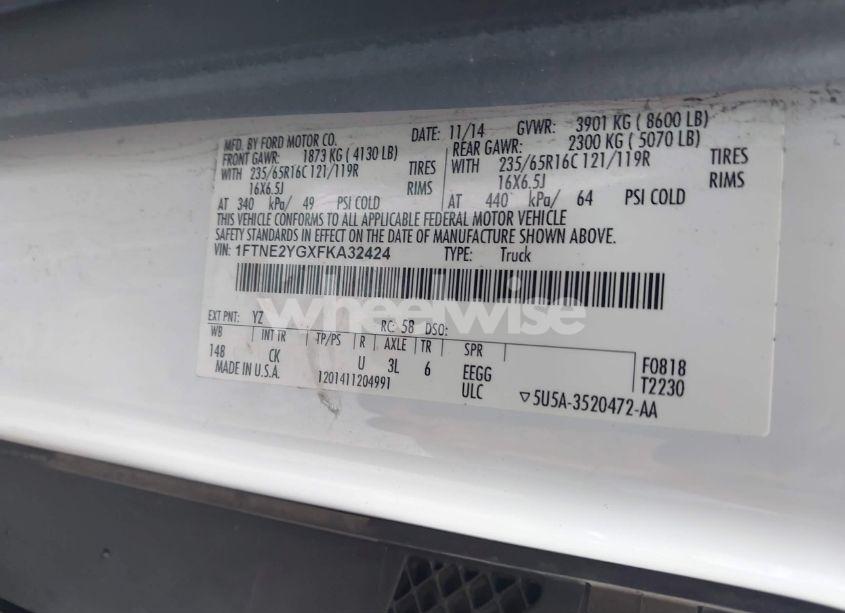 MFD. BY FORD MOTOR CO. DATE: 11/14 GVWR: 3901 KG ( 8600 LB)
FRONT GAWR: 1873 KG ( 4130 LB) REAR GAWR: 2300 KG ( 5070 LB)
WITH 235/65R16C 121/119R TIRES WITH 235/65R16C 121/119R TIRES
16X6.5J RIMS 16X6.5J RIMS
AT 340 kPa/ 49 PSI COLD AT 440 kPa/ 64 PSI COLD
THIS VEHICLE CONFORMS TO ALL APPLICABLE FEDERAL MOTOR VEHICLE
SAFETY STANDARDS IN EFFECT ON THE DATE OF MANUFACTURE SHOWN ABOVE.
VIN: 1FTNE2YGXFKA32424 TYPE: Truck
wheelwise
EXT PNT: YZ RC: 58 DSO:
WB INT TR TP/PS R AXLE TR SPR
148 CK U 3L 6 EEGG F0818
MADE IN U.S.A. 1201411204991 ULC T2230
▽5U5A-3520472-AA